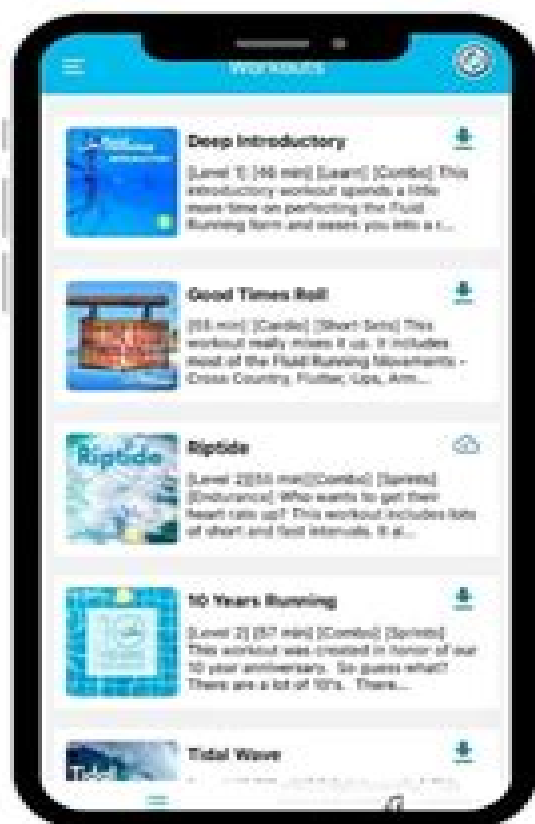 Workouts
Deep Introductory
[Level 1] [46 min] [Learn] [Combo] This
introductory workout spends a little
more time on perfecting the Fluid
Running form and eases you into a r...
Good Times Roll
[55 min] [Cardio] [Short Sets] This
workout really mixes it up. It includes
most of the Fluid Running Movements -
Cross Country, Flutter, Ups, Arm...
Riptide
Riptide
[Level 2][55 min][Combo] [Sprints]
[Endurance] Who wants to get their
heart rate up? This workout includes lots
of short and fast intervals. It al...
10 Years Running
[Level 2] [57 min] [Combo] [Sprints]
This workout was created in honor of our
10 year anniversary. So guess what?
There are a lot of 10's. There...
Tidal
Tidal Wave